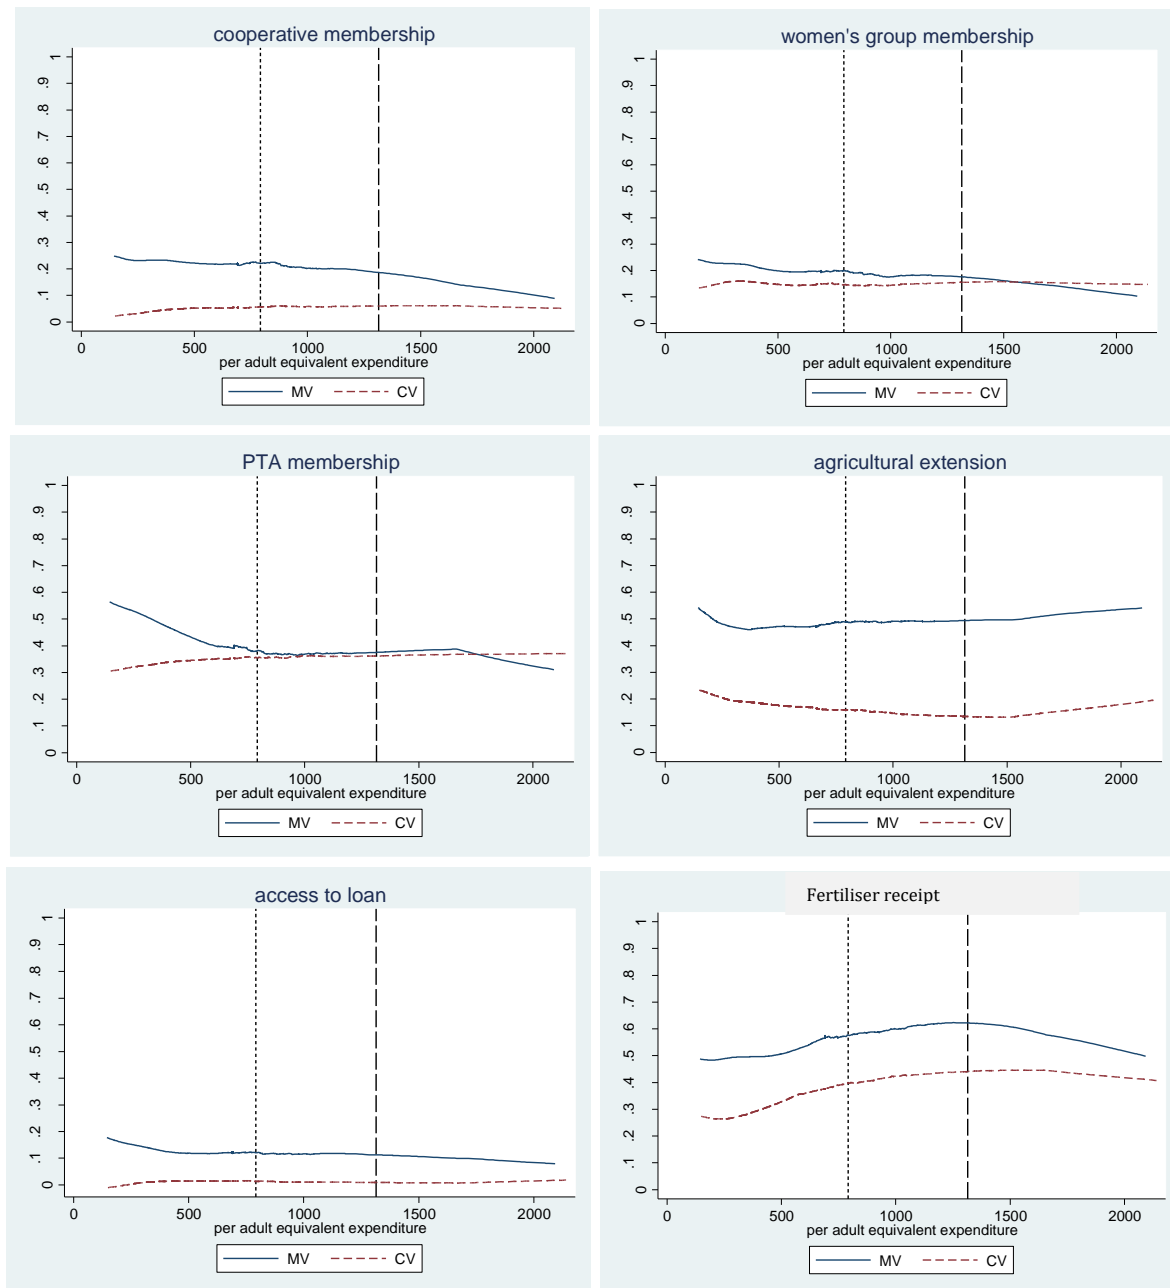 cooperative membership
1
.9
.8
.7
.6
.5
.4
.3
.2
.1
0
0 500 1000 1500 2000
per adult equivalent expenditure
MV CV
women's group membership
1
.9
.8
.7
.6
.5
.4
.3
.2
.1
0
0 500 1000 1500 2000
per adult equivalent expenditure
MV CV
PTA membership
1
.9
.8
.7
.6
.5
.4
.3
.2
.1
0
0 500 1000 1500 2000
per adult equivalent expenditure
MV CV
agricultural extension
1
.9
.8
.7
.6
.5
.4
.3
.2
.1
0
0 500 1000 1500 2000
per adult equivalent expenditure
MV CV
access to loan
1
.9
.8
.7
.6
.5
.4
.3
.2
.1
0
0 500 1000 1500 2000
per adult equivalent expenditure
MV CV
Fertiliser receipt
1
.9
.8
.7
.6
.5
.4
.3
.2
.1
0
0 500 1000 1500 2000
per adult equivalent expenditure
MV CV